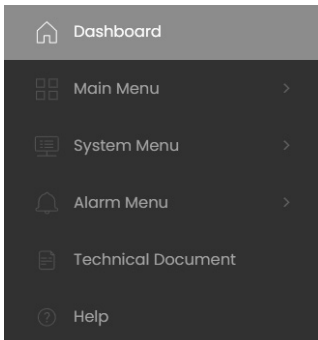 Dashboard
Main Menu
System Menu
Alarm Menu
Technical Document
Help